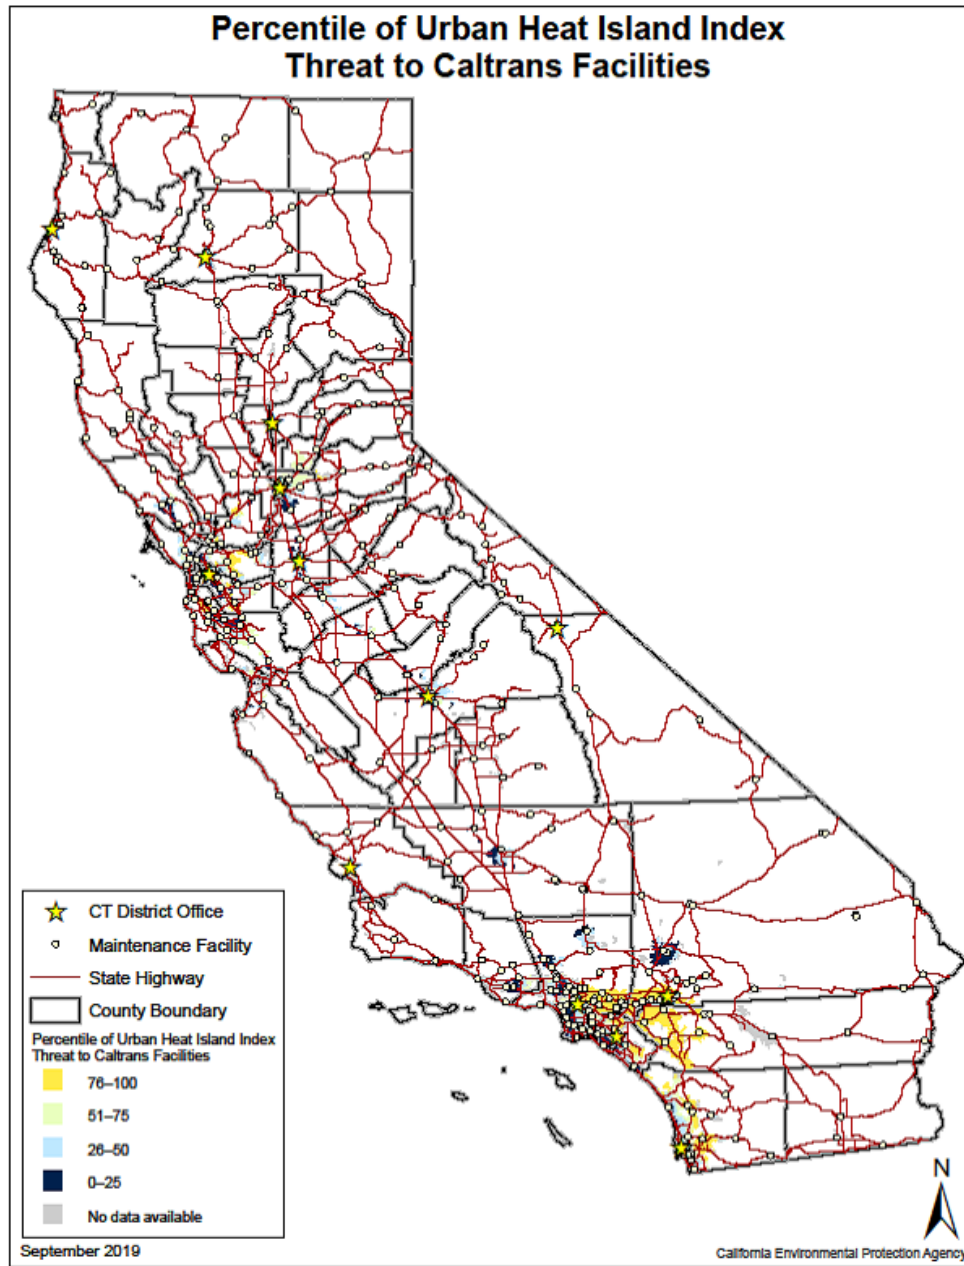 Percentile of Urban Heat Island Index
Threat to Caltrans Facilities
CT District Office
Maintenance Facility
State Highway
County Boundary
Percentile of Urban Heat Island Index
Threat to Caltrans Facilities
76–100
51–75
26–50
0–25
No data available
N
September 2019
California Environmental Protection Agency